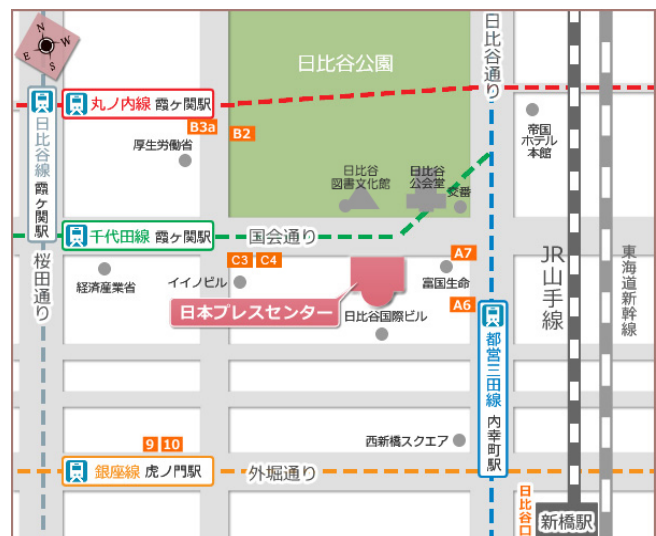 N
W
E
S
日比谷公園
日比谷通り
丸ノ内線 霞ヶ関駅
B3a
B2
厚生労働省
帝国
ホテル
本館
日比谷
図書文化館
日比谷
公会堂
交番
日比谷線 霞ヶ関駅
千代田線 霞ヶ関駅
国会通り
桜田通り
C3
C4
A7
経済産業省
イイノビル
富国生命
日本プレスセンター
日比谷国際ビル
A6
JR山手線
東海道新幹線
都営三田線 内幸町駅
9
10
西新橋スクエア
銀座線 虎ノ門駅
外堀通り
日比谷口
新橋駅